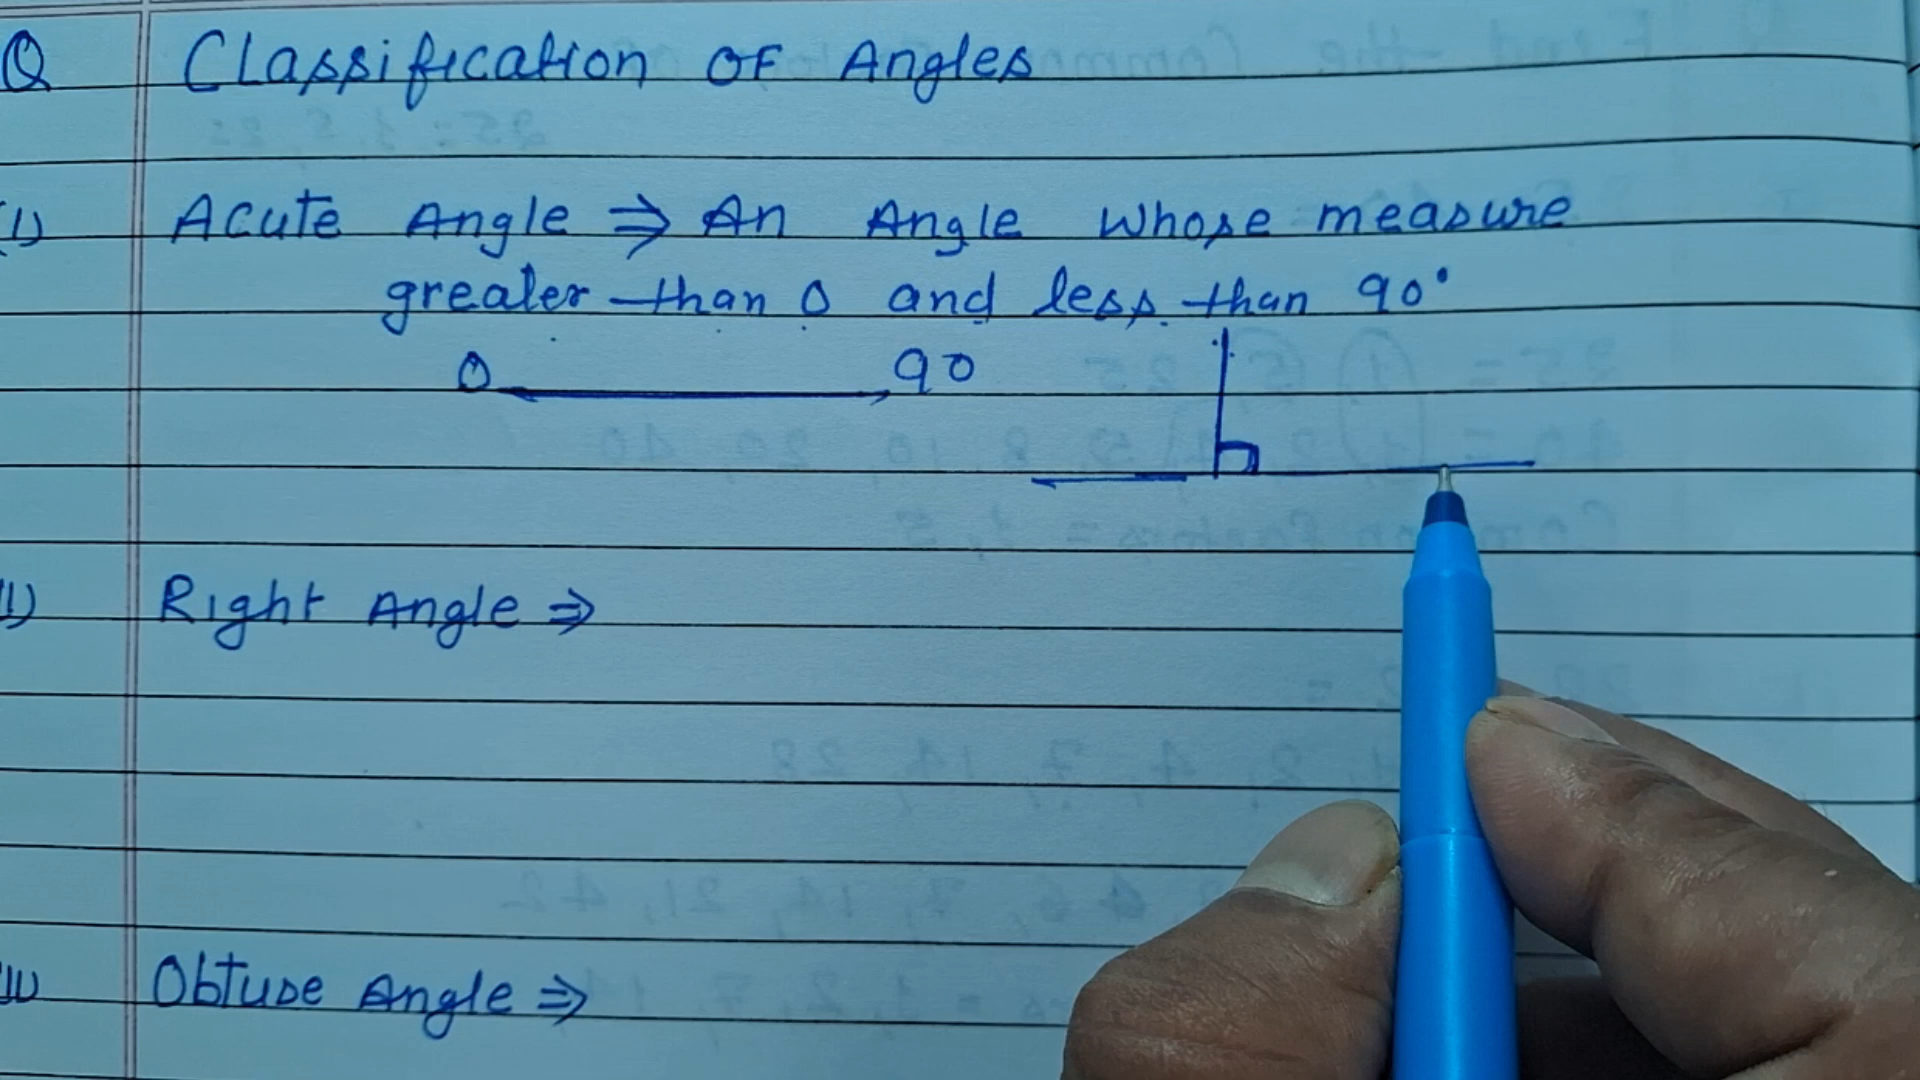 Q Classification OF Angles
(I) Acute Angle ⇒ An Angle whose measure
greater than 0 and less than 90°
0 90
II) Right Angle ⇒
III) Obtuse Angle ⇒